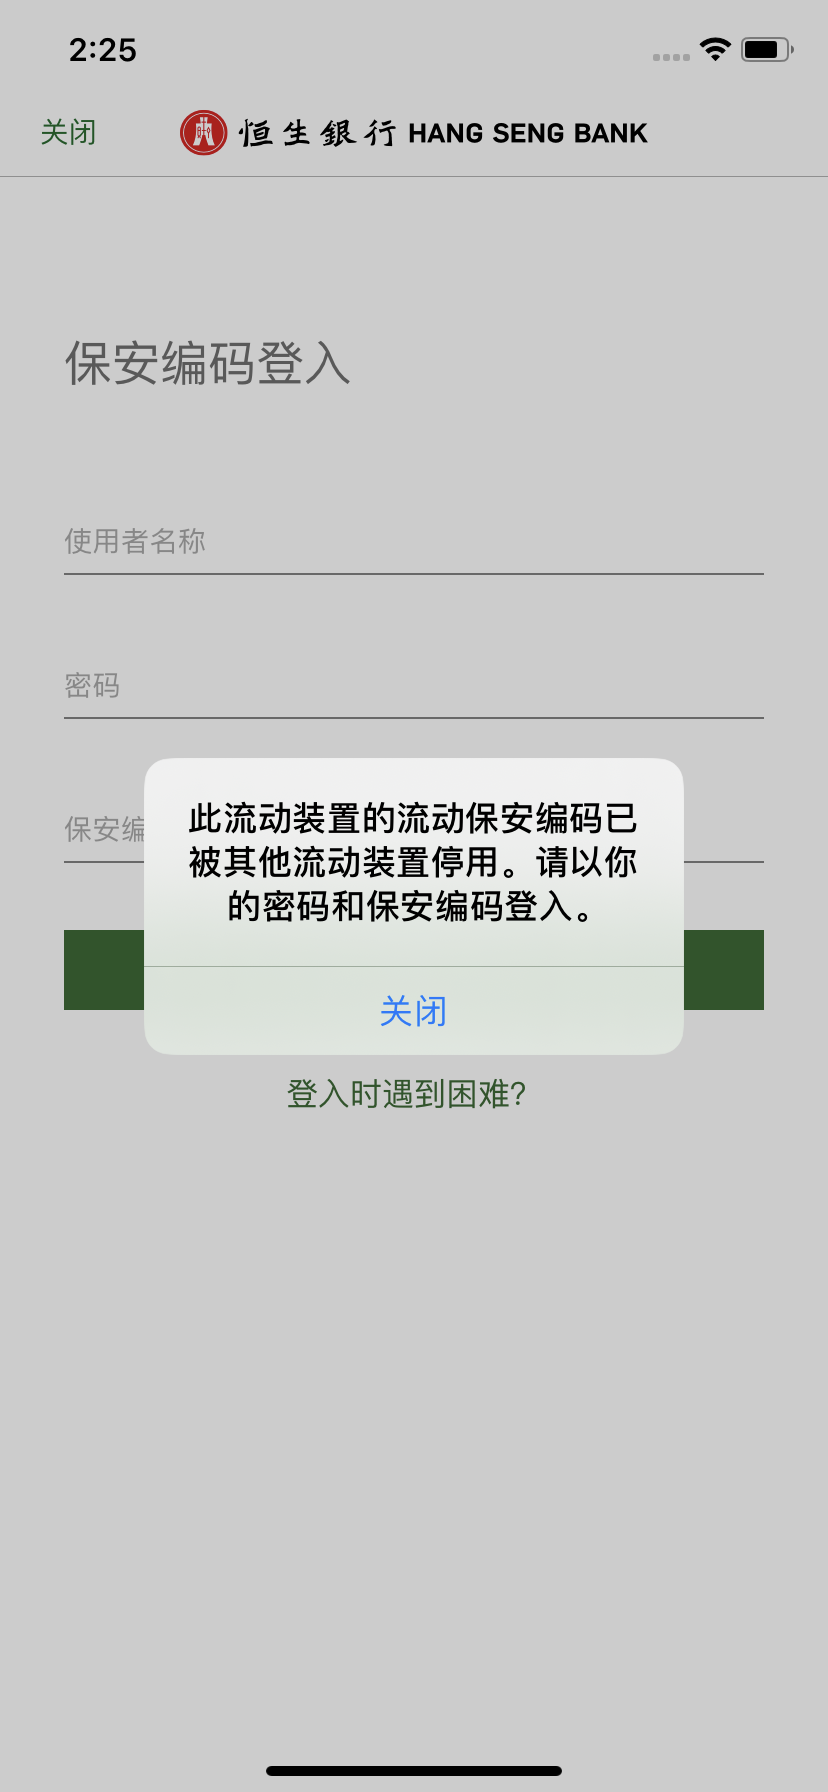 2:25
关闭
恒生銀行 HANG SENG BANK
保安编码登入
使用者名称
密码
保安编
此流动装置的流动保安编码已
被其他流动装置停用。请以你
的密码和保安编码登入。
关闭
登入时遇到困难?